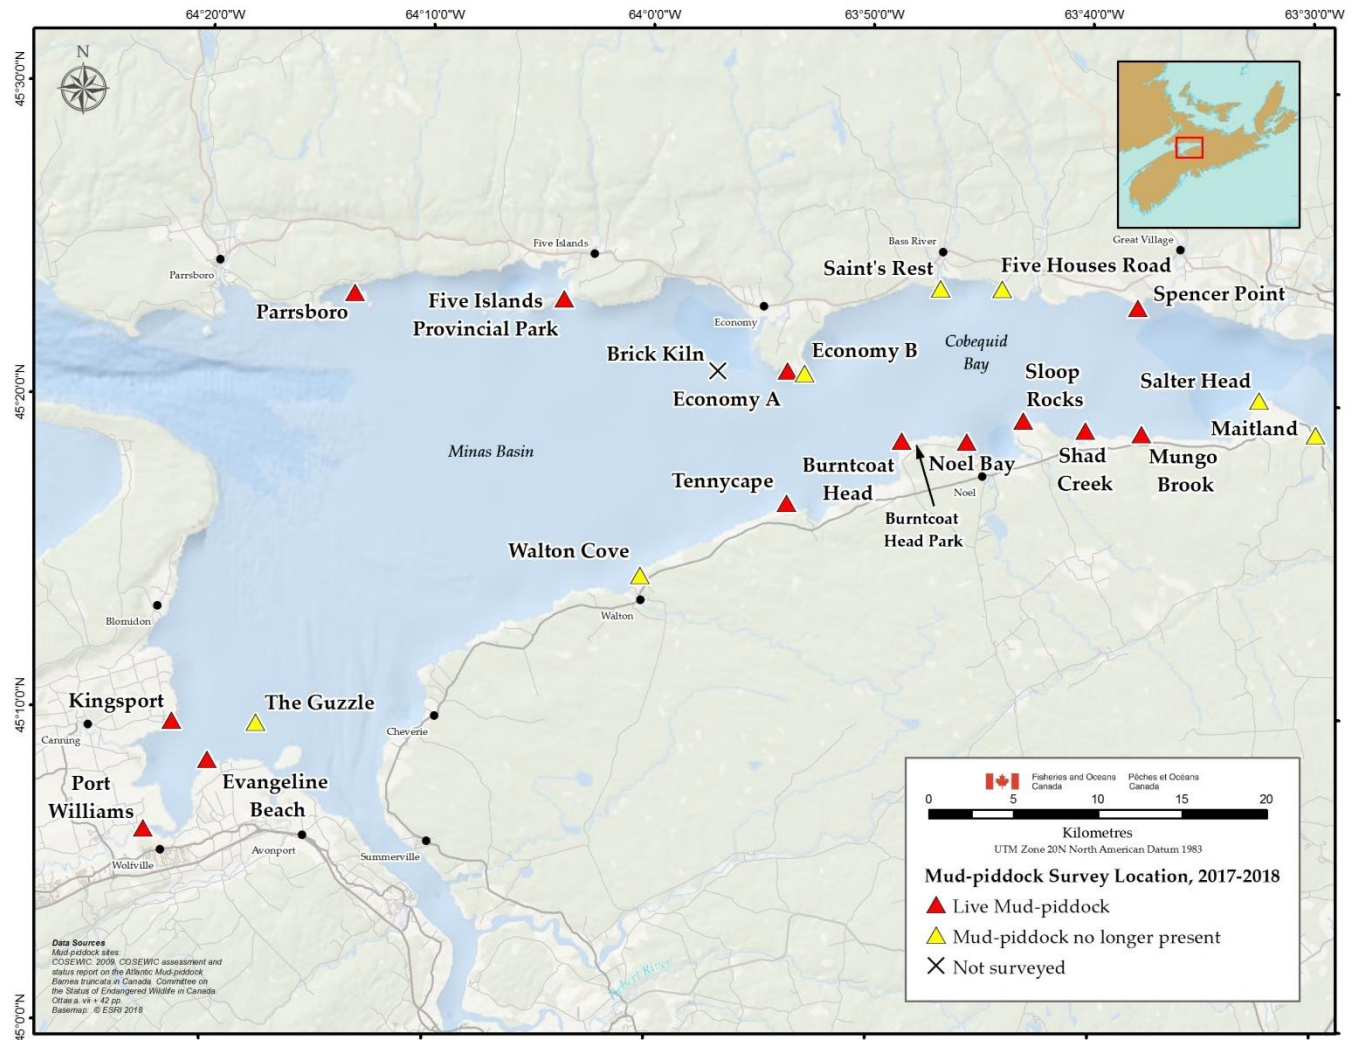 64°20'0"W
64°10'0"W
64°0'0"W
63°50'0"W
63°40'0"W
63°30'0"W
45°30'0"N
45°20'0"N
45°10'0"N
45°0'0"N
N
Parrsboro
Parrsboro
Five Islands
Five Islands
Provincial Park
Bass River
Saint's Rest
Great Village
Five Houses Road
Spencer Point
Economy
Brick Kiln
Economy A
Economy B
Cobequid
Bay
Sloop
Rocks
Salter Head
Maitland
Minas Basin
Tennycape
Burntcoat
Head
Noel Bay
Noel
Shad
Creek
Mungo
Brook
Burntcoat
Head Park
Walton Cove
Walton
Blomidon
Kingsport
Canning
The Guzzle
Cheverie
Port
Williams
Evangeline
Beach
Wolfville
Avonport
Summerville
Data Sources
Mud-piddock sites:
COSEWIC. 2009. COSEWIC assessment and
status report on the Atlantic Mud-piddock
Barnea truncata in Canada. Committee on
the Status of Endangered Wildlife in Canada.
Ottawa. vii + 42 pp.
Basemap: © ESRI 2018
Fisheries and Oceans
Canada
Pêches et Océans
Canada
0 5 10 15 20
Kilometres
UTM Zone 20N North American Datum 1983
Mud-piddock Survey Location, 2017-2018
Live Mud-piddock
Mud-piddock no longer present
Not surveyed